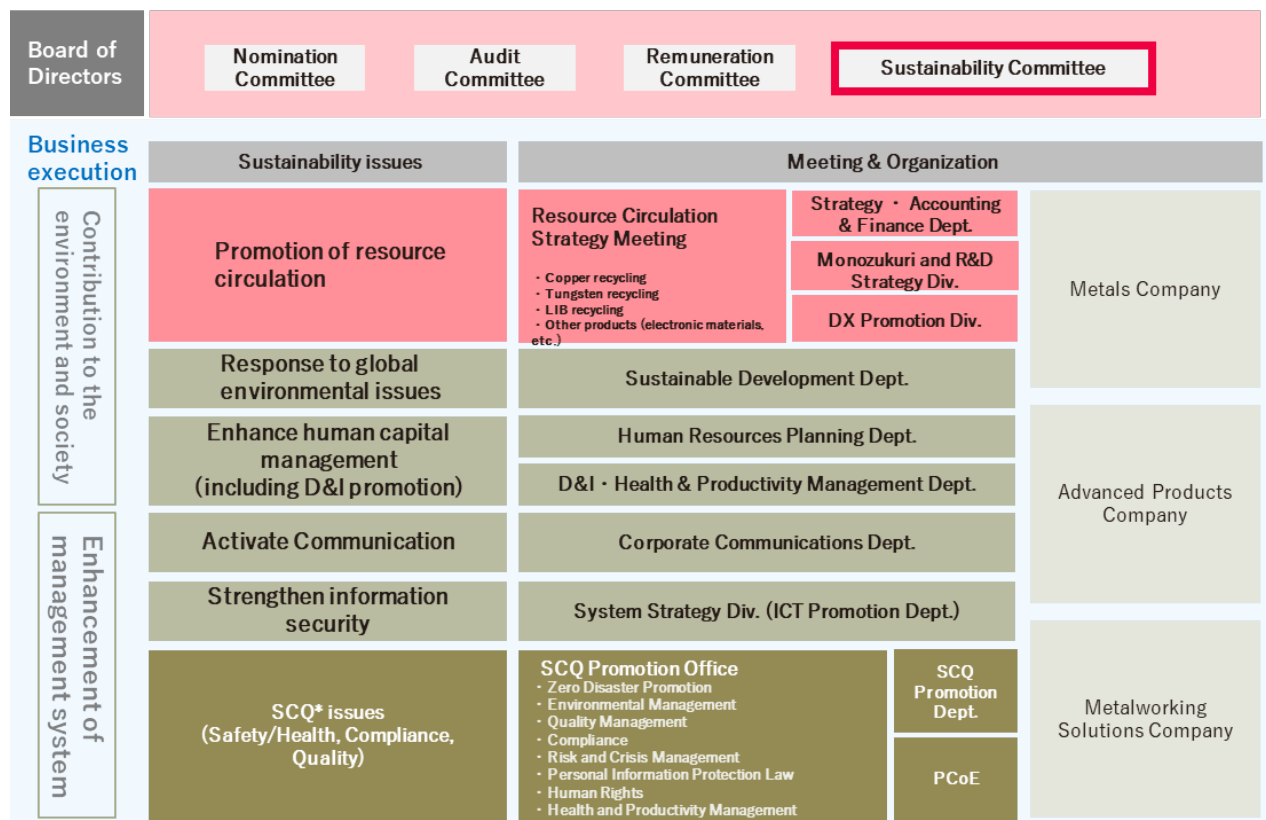 Board of
Directors
Nomination
Committee
Audit
Committee
Remuneration
Committee
Sustainability Committee
Business
execution
Sustainability issues
Meeting & Organization
Contribution to the
environment and society
Promotion of resource
circulation
Resource Circulation
Strategy Meeting
・Copper recycling
・Tungsten recycling
・LIB recycling
・Other products (electronic materials,
etc.)
Strategy ・ Accounting
& Finance Dept.
Monozukuri and R&D
Strategy Div.
DX Promotion Div.
Metals Company
Response to global
environmental issues
Sustainable Development Dept.
Enhance human capital
management
(including D&I promotion)
Human Resources Planning Dept.
D&I・Health & Productivity Management Dept.
Advanced Products
Company
Enhancement of
management system
Activate Communication
Corporate Communications Dept.
Strengthen information
security
System Strategy Div. (ICT Promotion Dept.)
SCQ* issues
(Safety/Health, Compliance,
Quality)
SCQ Promotion Office
・Zero Disaster Promotion
・Environmental Management
・Quality Management
・Compliance
・Risk and Crisis Management
・Personal Information Protection Law
・Human Rights
・Health and Productivity Management
SCQ
Promotion
Dept.
PCoE
Metalworking
Solutions Company